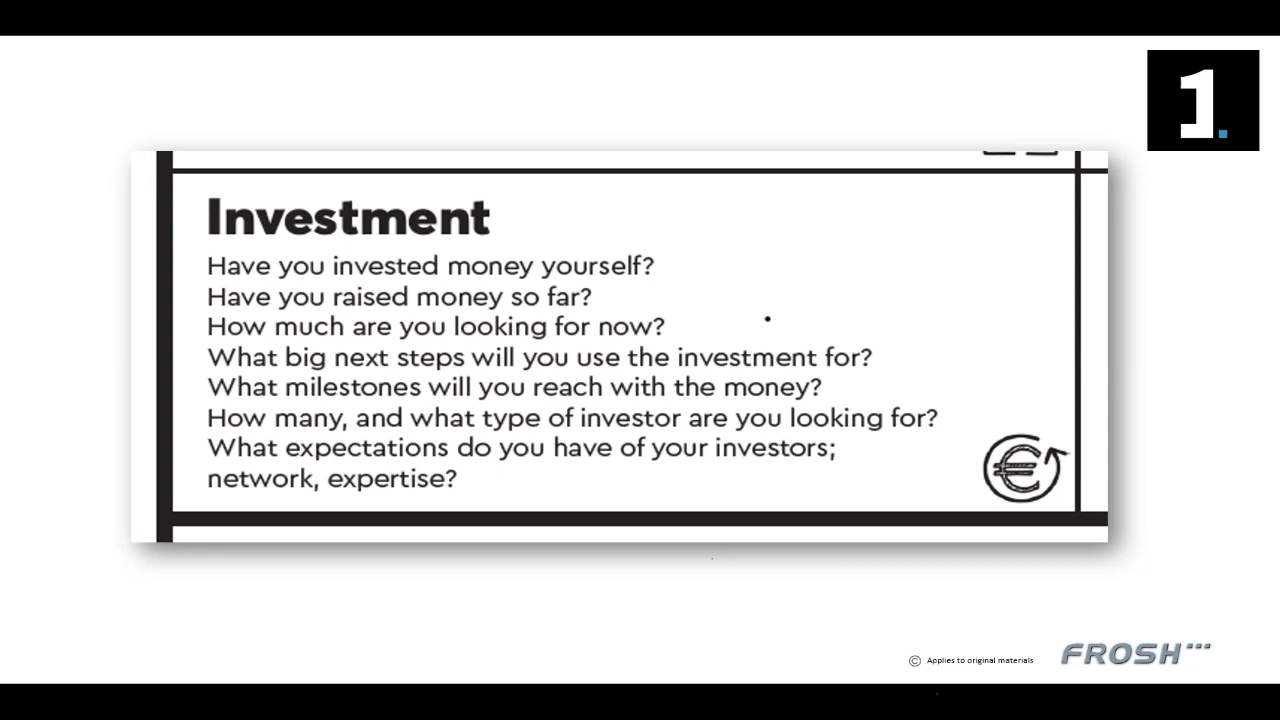 1.
Investment
Have you invested money yourself?
Have you raised money so far?
How much are you looking for now?
What big next steps will you use the investment for?
What milestones will you reach with the money?
How many, and what type of investor are you looking for?
What expectations do you have of your investors;
network, expertise?
€
© Applies to original materials
FROSH